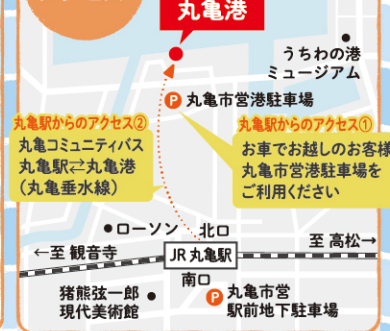 丸亀港
うちわの港
ミュージアム
P 丸亀市営港駐車場
丸亀駅からのアクセス②
丸亀コミュニティバス
丸亀駅⇄丸亀港
(丸亀垂水線)
丸亀駅からのアクセス①
お車でお越しのお客様
丸亀市営港駐車場を
ご利用ください
●ローソン
北口
←至 観音寺
JR 丸亀駅
至 高松→
南口
猪熊弦一郎
現代美術館
P 丸亀市営
駅前地下駐車場